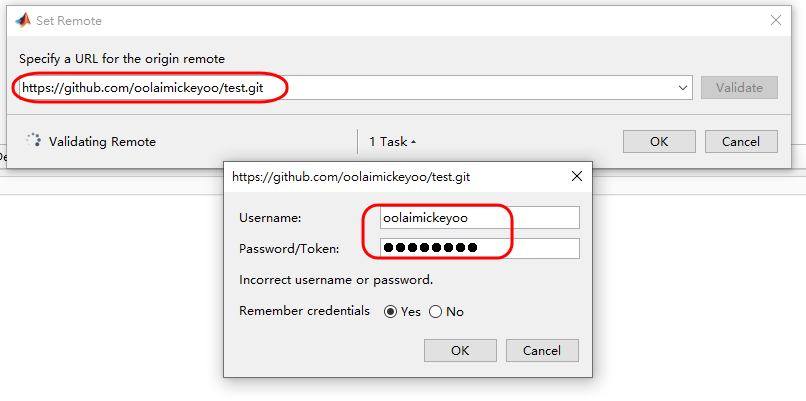 Set Remote
Specify a URL for the origin remote
https://github.com/oolaimickeyoo/test.git
Validate
Validating Remote
1 Task
OK
Cancel
De
https://github.com/oolaimickeyoo/test.git
Username:
oolaimickeyoo
Password/Token:
●●●●●●●●
Incorrect username or password.
Remember credentials
Yes
No
OK
Cancel